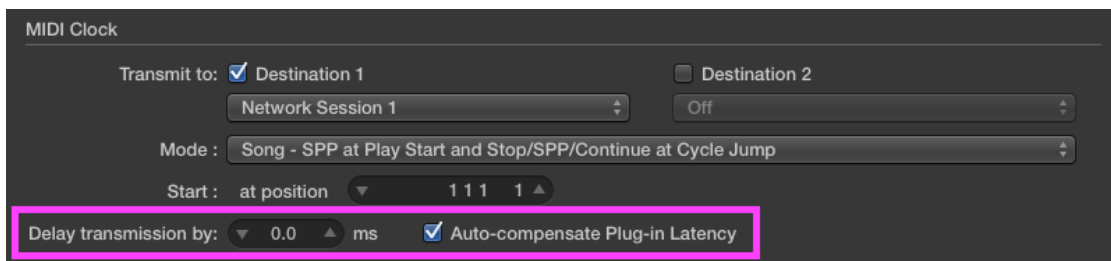 MIDI Clock
Transmit to: Destination 1 Destination 2
Network Session 1 Off
Mode : Song - SPP at Play Start and Stop/SPP/Continue at Cycle Jump
Start : at position 1 1 1 1
Delay transmission by: 0.0 ms Auto-compensate Plug-in Latency